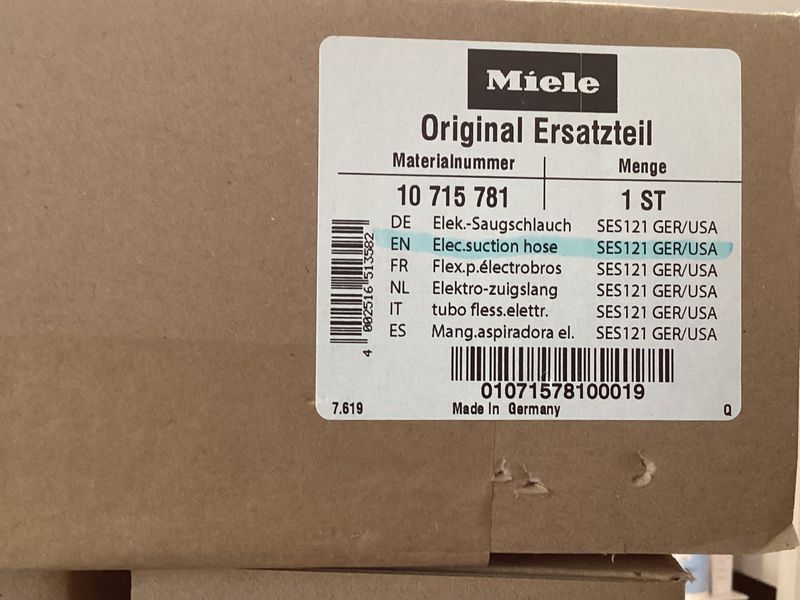 Miele
Original Ersatzteil
Materialnummer Menge
10 715 781 1 ST
DE Elek.-Saugschlauch SES121 GER/USA
EN Elec.suction hose SES121 GER/USA
FR Flex.p.électrobros SES121 GER/USA
NL Elektro-zuigslang SES121 GER/USA
IT tubo fless.elettr. SES121 GER/USA
ES Mang.aspiradora el. SES121 GER/USA
4 002516 513582
01071578100019
7.619 Made In Germany Q